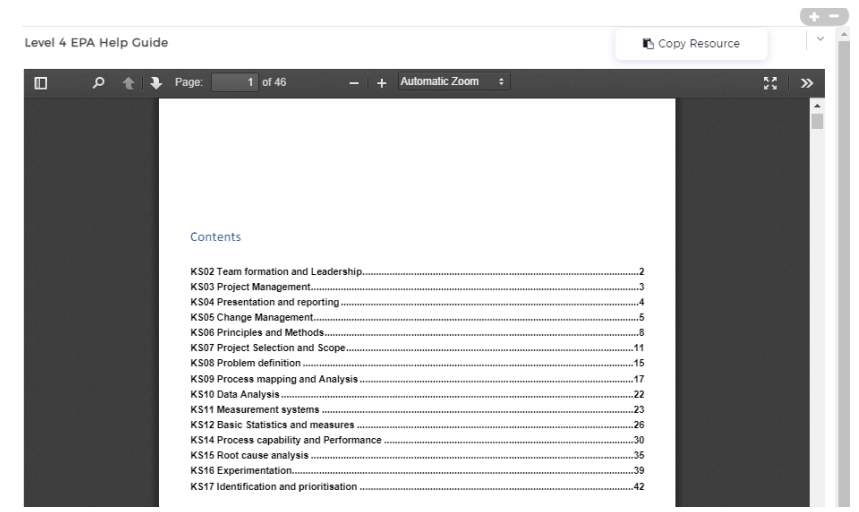 Level 4 EPA Help Guide
Copy Resource
Page: 1 of 46
Automatic Zoom
Contents
KS02 Team formation and Leadership....2
KS03 Project Management....3
KS04 Presentation and reporting....4
KS05 Change Management....5
KS06 Principles and Methods....8
KS07 Project Selection and Scope....11
KS08 Problem definition....15
KS09 Process mapping and Analysis....17
KS10 Data Analysis....22
KS11 Measurement systems....23
KS12 Basic Statistics and measures....26
KS14 Process capability and Performance....30
KS15 Root cause analysis....35
KS16 Experimentation....39
KS17 Identification and prioritisation....42